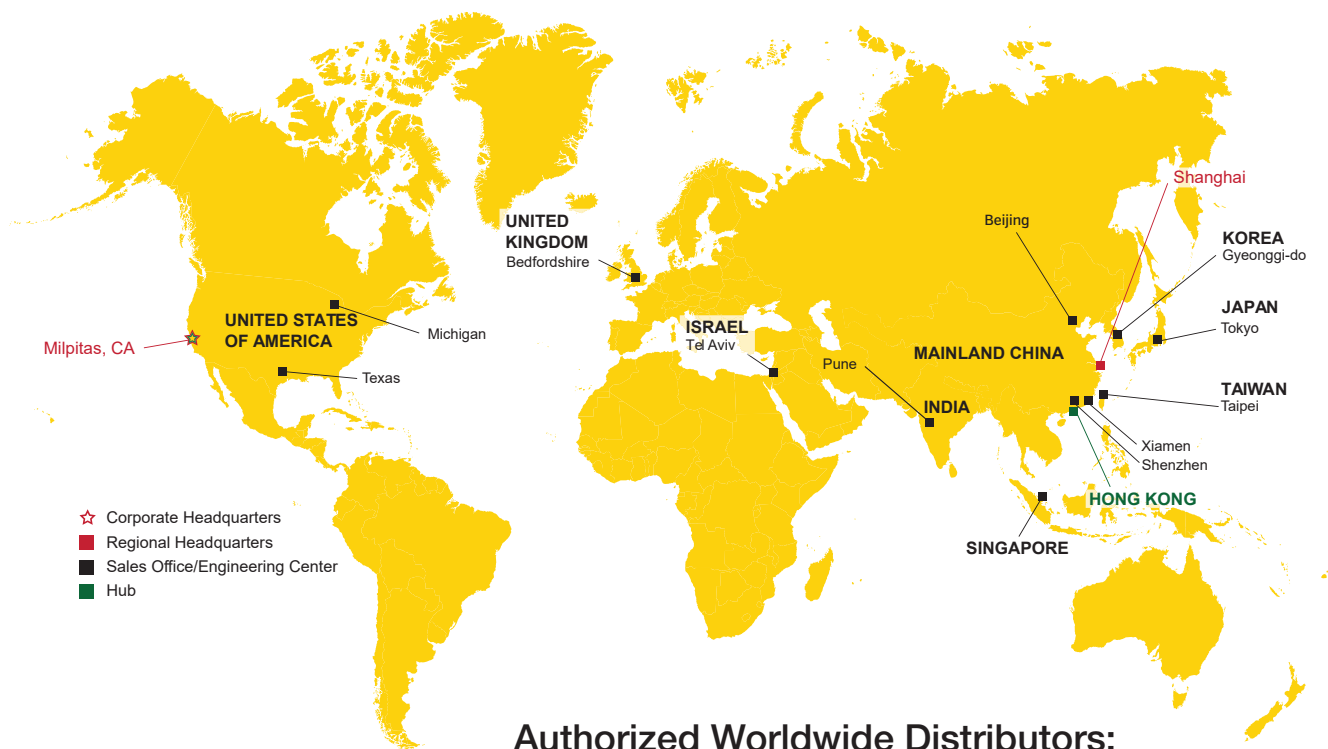 Shanghai
UNITED
KINGDOM
Bedfordshire
Beijing
KOREA
Gyeonggi-do
JAPAN
Tokyo
UNITED STATES
OF AMERICA
Michigan
Milpitas, CA
Texas
ISRAEL
Tel Aviv
Pune
MAINLAND CHINA
INDIA
TAIWAN
Taipei
Xiamen
Shenzhen
HONG KONG
SINGAPORE
Corporate Headquarters
Regional Headquarters
Sales Office/Engineering Center
Hub
Authorized Worldwide Distributors: